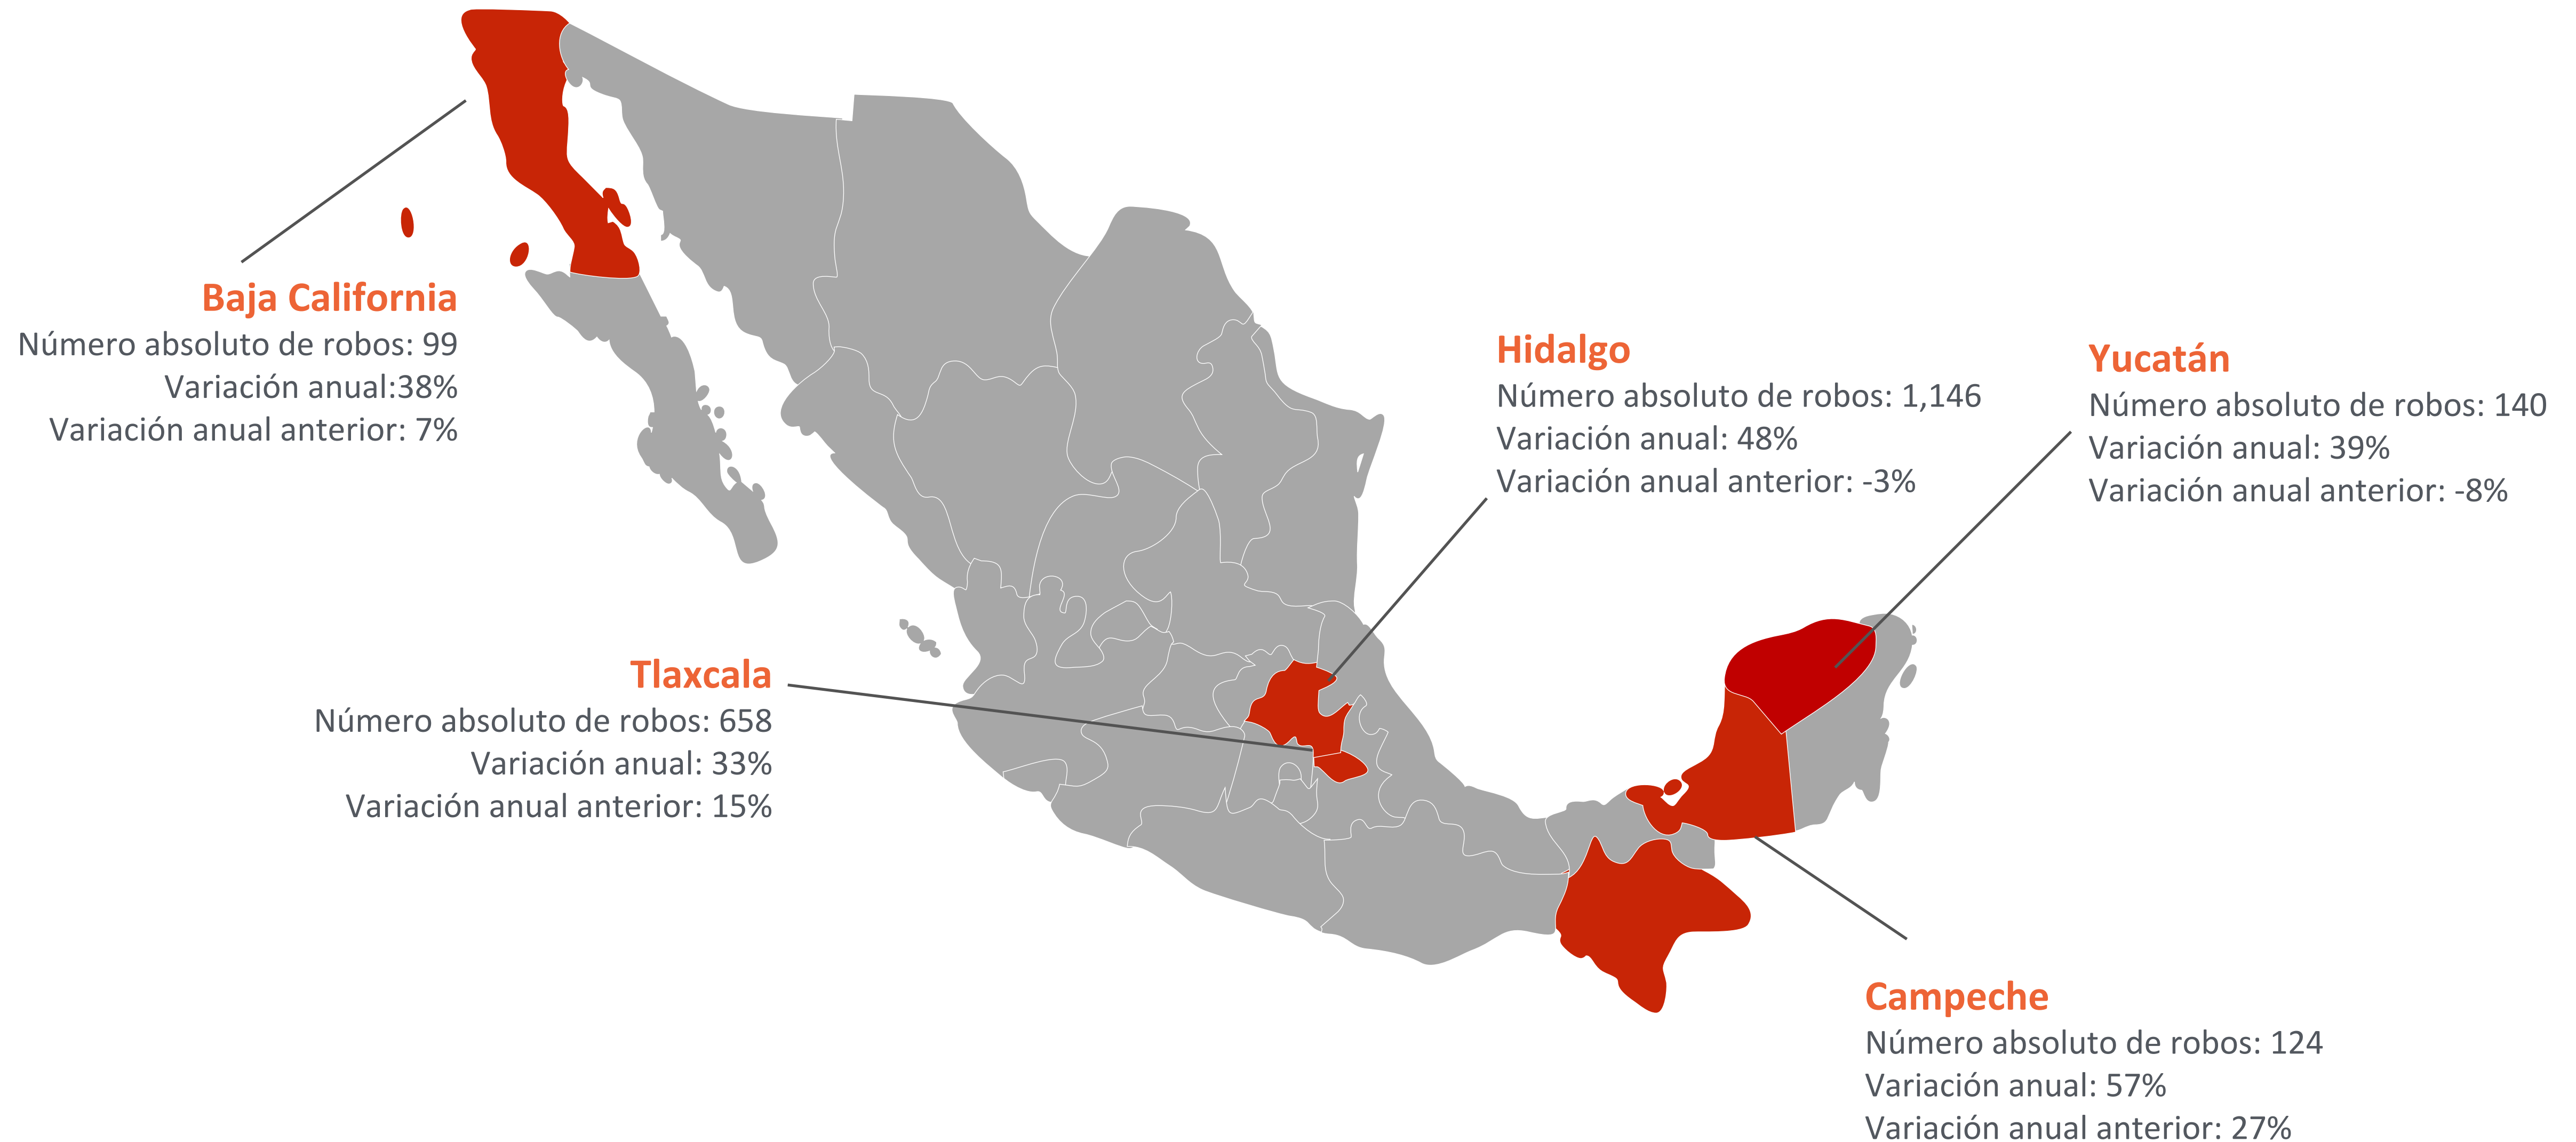 Baja California
Número absoluto de robos: 99
Variación anual:38%
Variación anual anterior: 7%
Hidalgo
Número absoluto de robos: 1,146
Variación anual: 48%
Variación anual anterior: -3%
Yucatán
Número absoluto de robos: 140
Variación anual: 39%
Variación anual anterior: -8%
Tlaxcala
Número absoluto de robos: 658
Variación anual: 33%
Variación anual anterior: 15%
Campeche
Número absoluto de robos: 124
Variación anual: 57%
Variación anual anterior: 27%